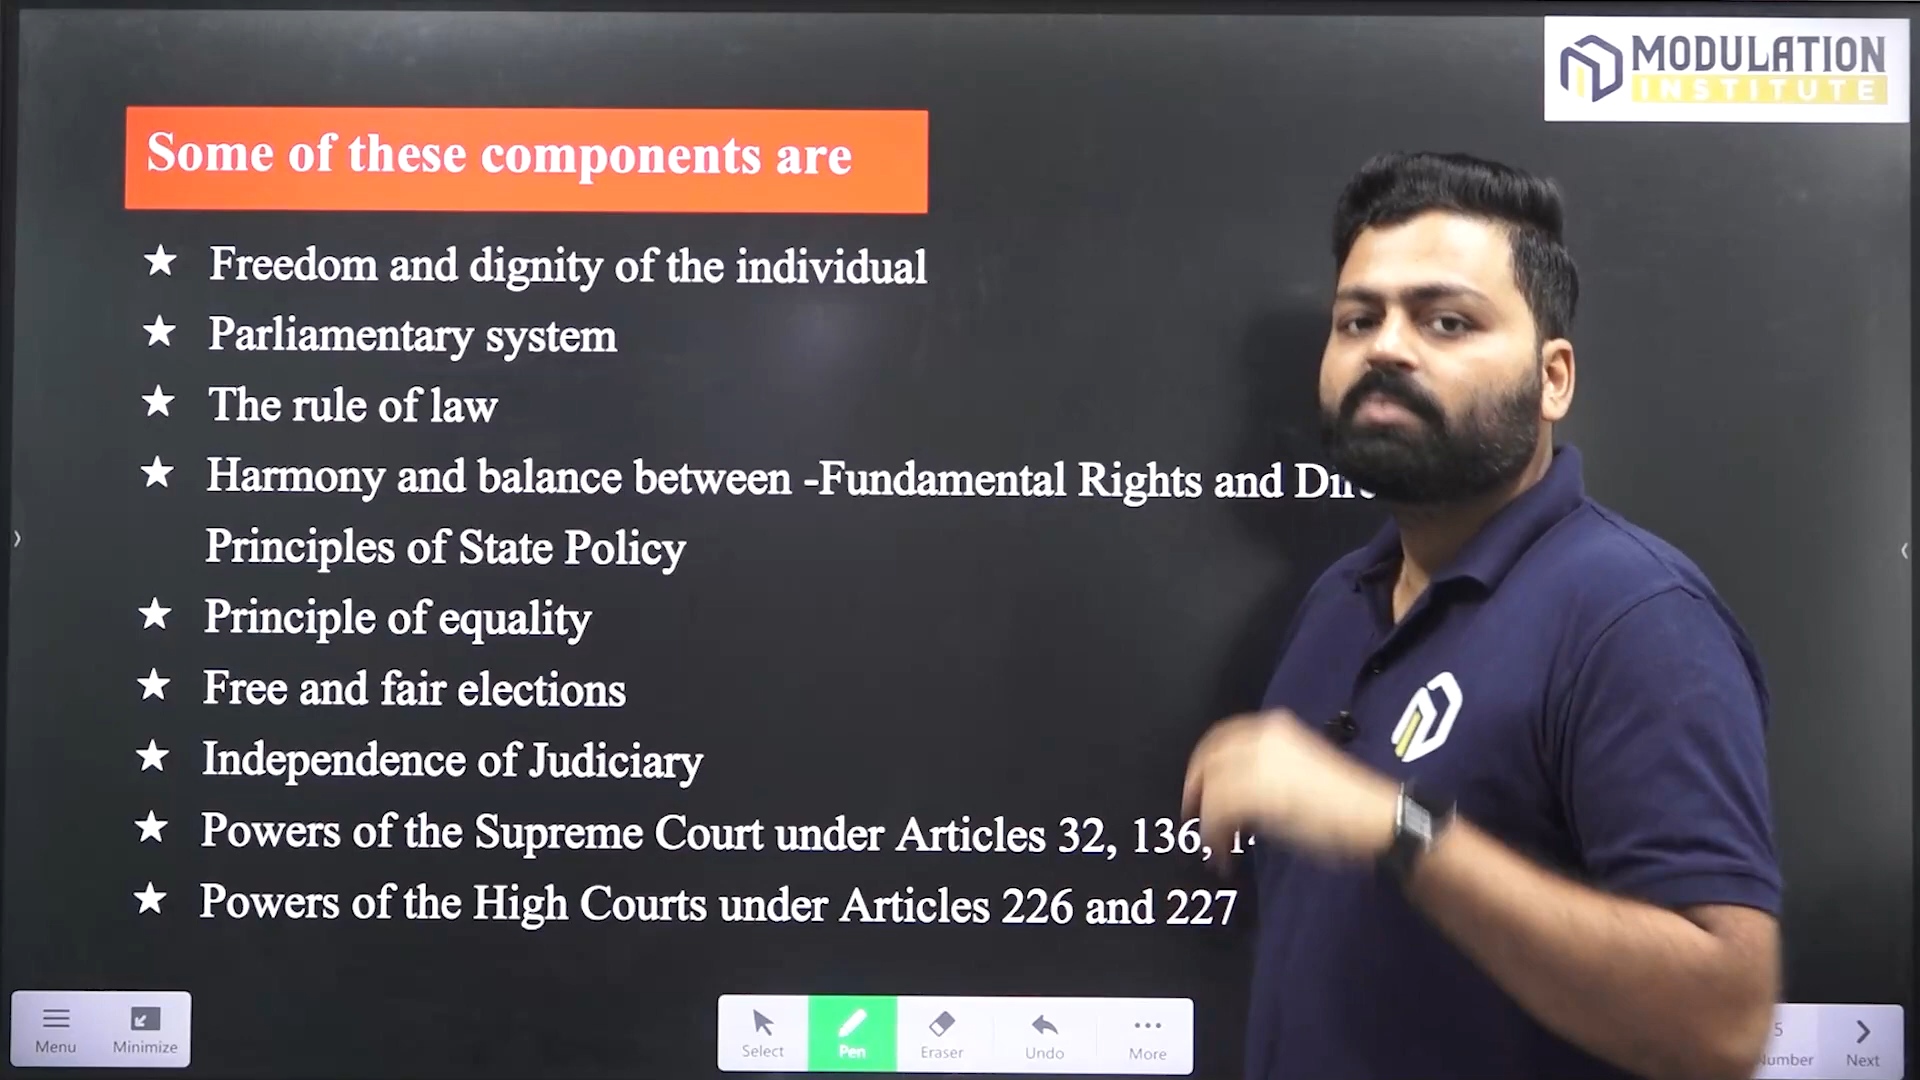 MODULATION
INSTITUTE
Some of these components are
★ Freedom and dignity of the individual
★ Parliamentary system
★ The rule of law
★ Harmony and balance between -Fundamental Rights and
Principles of State Policy
★ Principle of equality
★ Free and fair elections
★ Independence of Judiciary
★ Powers of the Supreme Court under Articles 32, 136,
★ Powers of the High Courts under Articles 226 and 227
Menu Minimize Select Pen Eraser Undo More Next